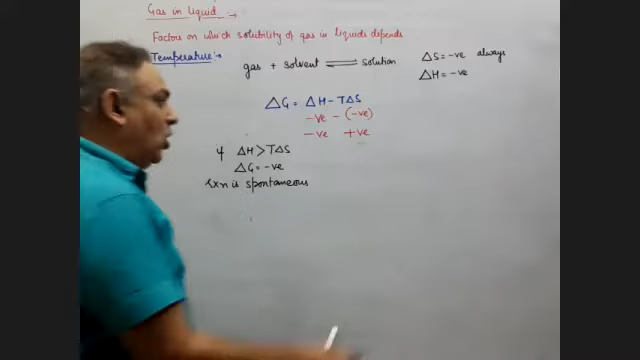 Gas in liquid :-
Factors on which solubility of gas in liquids depends
Temperature :-
gas + solvent ⇌ solution
ΔS = -ve always
ΔH = -ve
ΔG = ΔH - TΔS
-ve - (-ve)
-ve +ve
if ΔH > TΔS
ΔG = -ve
rxn is spontaneous